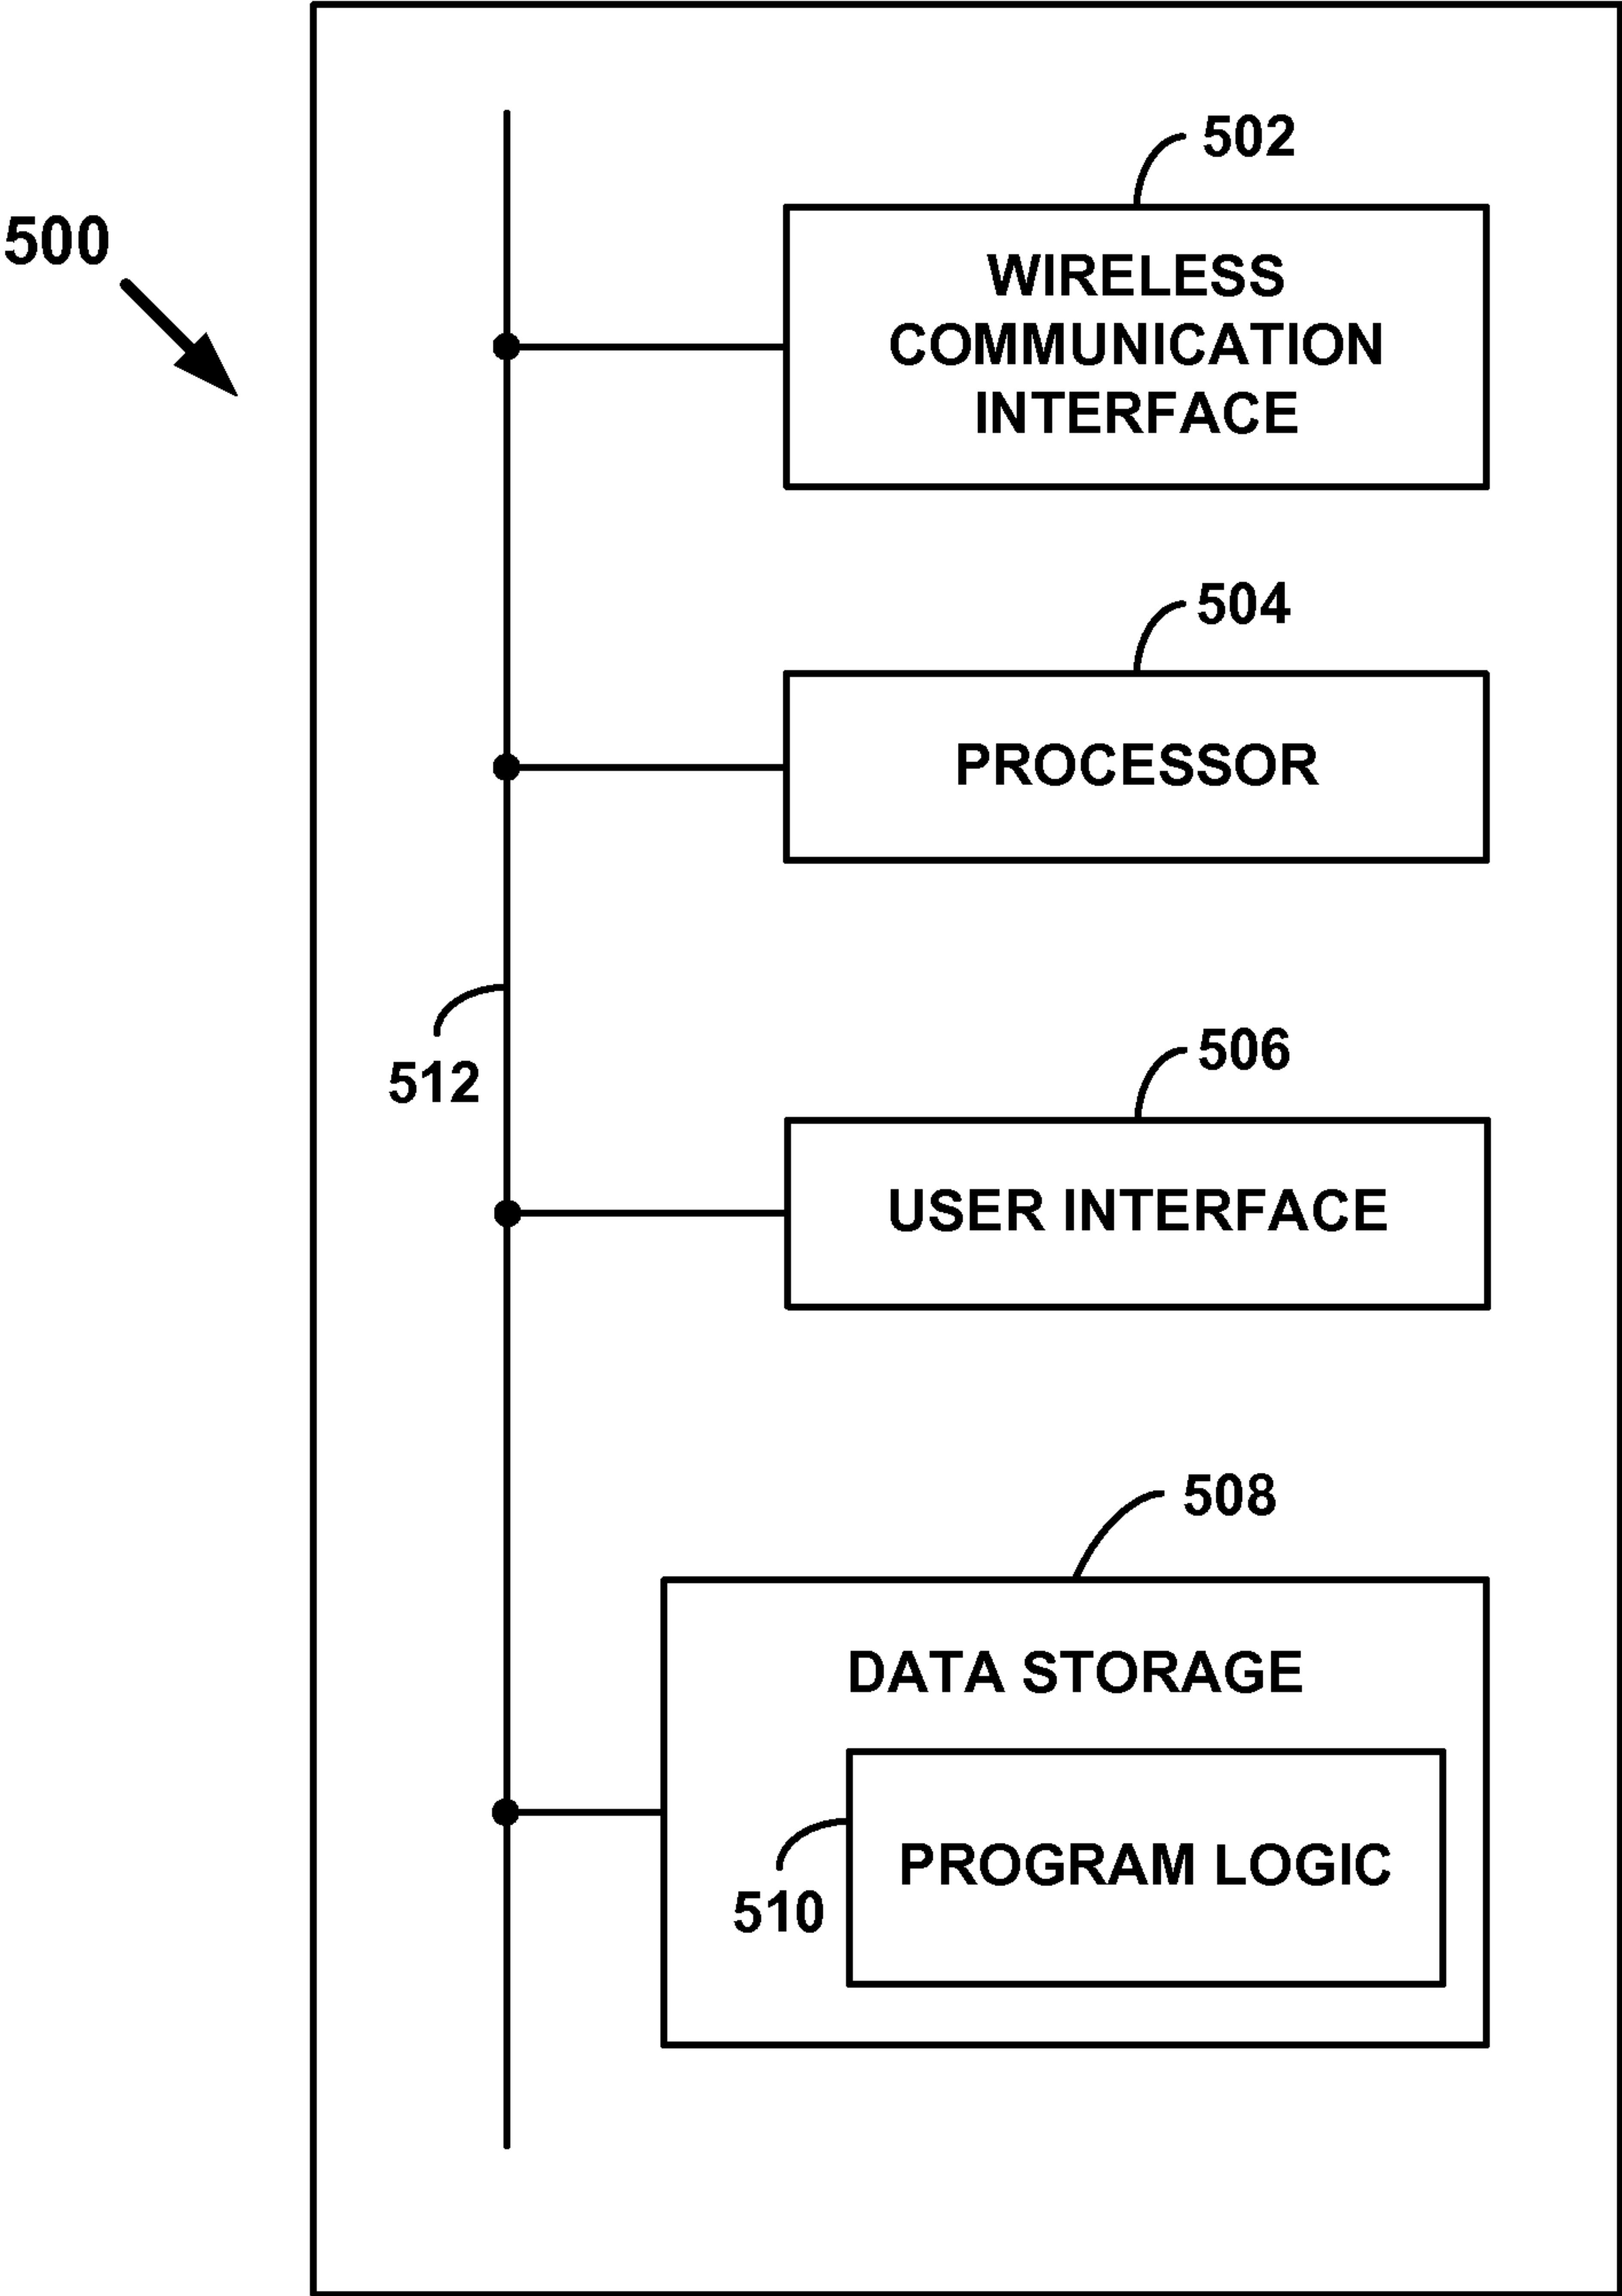 500
502
WIRELESS
COMMUNICATION
INTERFACE
504
PROCESSOR
512
506
USER INTERFACE
508
DATA STORAGE
510
PROGRAM LOGIC